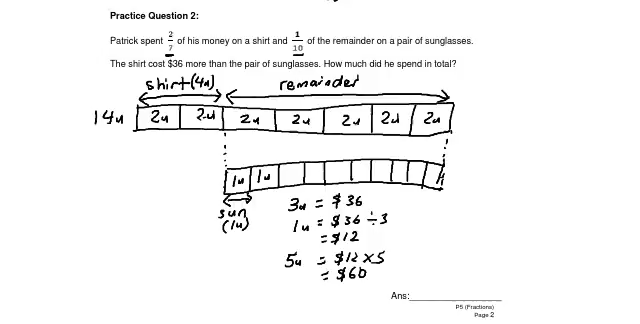 Practice Question 2:
Patrick spent 2/7 of his money on a shirt and 1/10 of the remainder on a pair of sunglasses.
The shirt cost $36 more than the pair of sunglasses. How much did he spend in total?
shirt(4u) remainder
14u 2u 2u 2u 2u 2u 2u 2u
1u 1u
sun
(1u)
3u = $36
1u = $36 ÷ 3
= $12
5u = $12 x 5
= $60
Ans:
P5 (Fractions)
Page 2